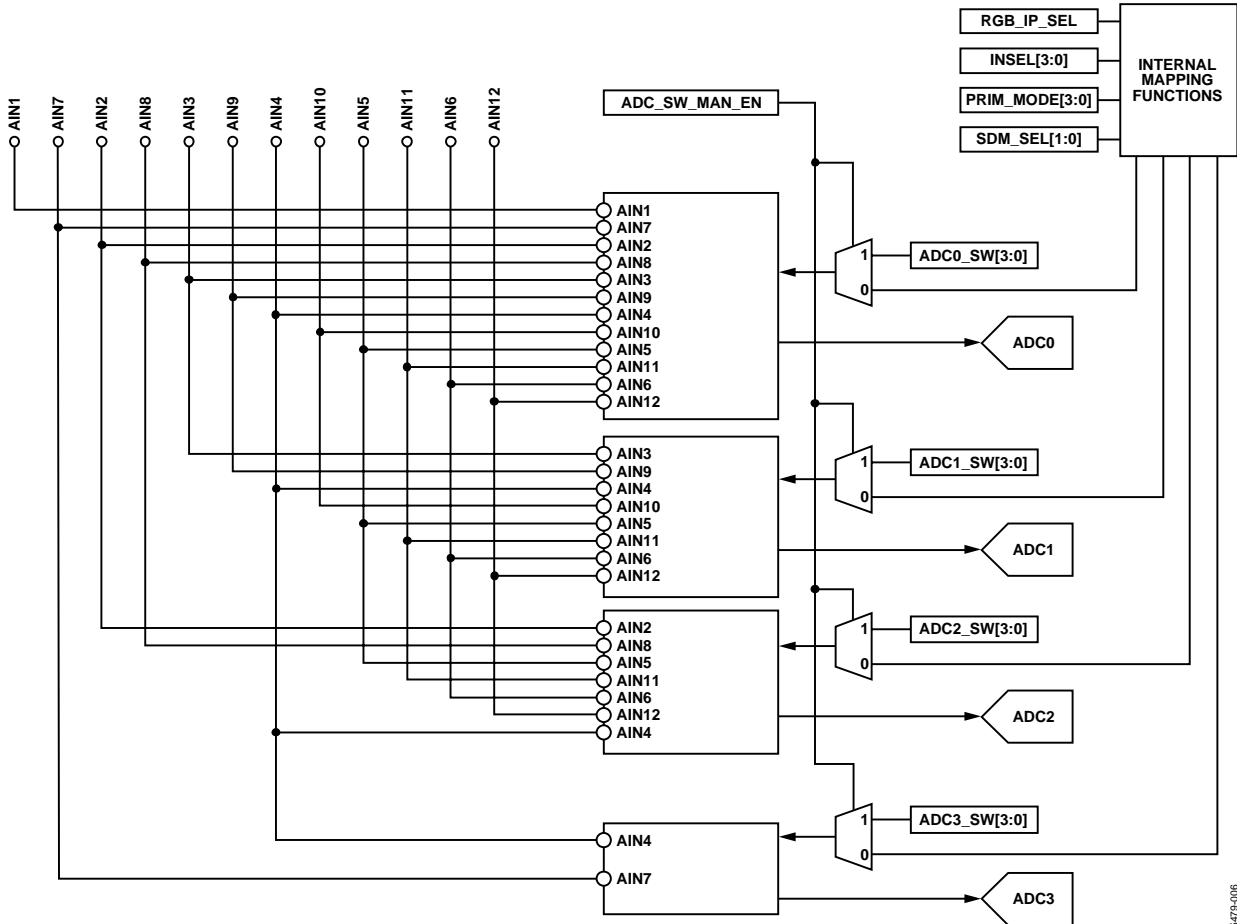 RGB_IP_SEL
INSEL[3:0]
PRIM_MODE[3:0]
SDM_SEL[1:0]
INTERNAL
MAPPING
FUNCTIONS
AIN1
AIN7
AIN2
AIN8
AIN3
AIN9
AIN4
AIN10
AIN5
AIN11
AIN6
AIN12
ADC_SW_MAN_EN
AIN1
AIN7
AIN2
AIN8
AIN3
AIN9
AIN4
AIN10
AIN5
AIN11
AIN6
AIN12
1
0
ADC0_SW[3:0]
ADC0
AIN3
AIN9
AIN4
AIN10
AIN5
AIN11
AIN6
AIN12
1
0
ADC1_SW[3:0]
ADC1
AIN2
AIN8
AIN5
AIN11
AIN6
AIN12
AIN4
1
0
ADC2_SW[3:0]
ADC2
AIN4
AIN7
1
0
ADC3_SW[3:0]
ADC3